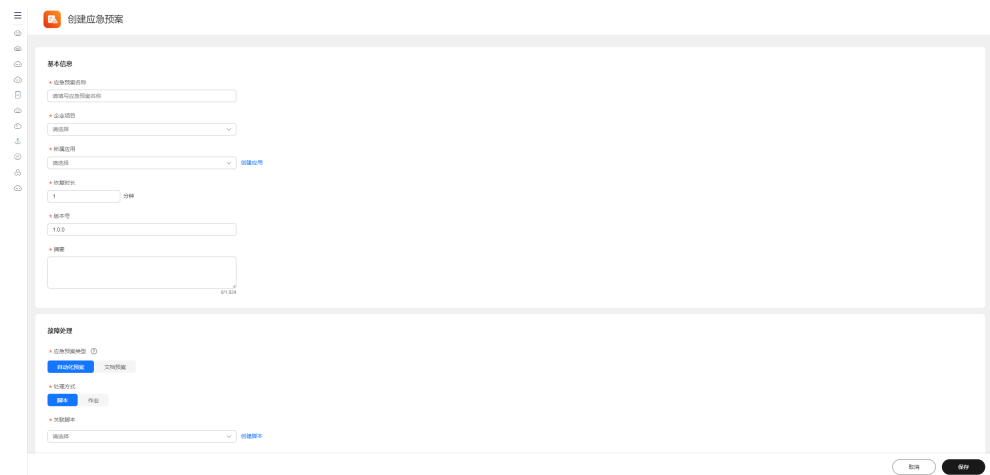 创建应急预案
基本信息
* 应急预案名称
请填写应急预案名称
* 企业项目
请选择
* 所属应用
请选择 创建应用
* 恢复时长
1 分钟
* 版本号
1.0.0
* 摘要
0/1,024
故障处理
* 应急预案类型
自动化预案 文档预案
* 处理方式
脚本 作业
* 关联脚本
请选择 创建脚本
取消 保存